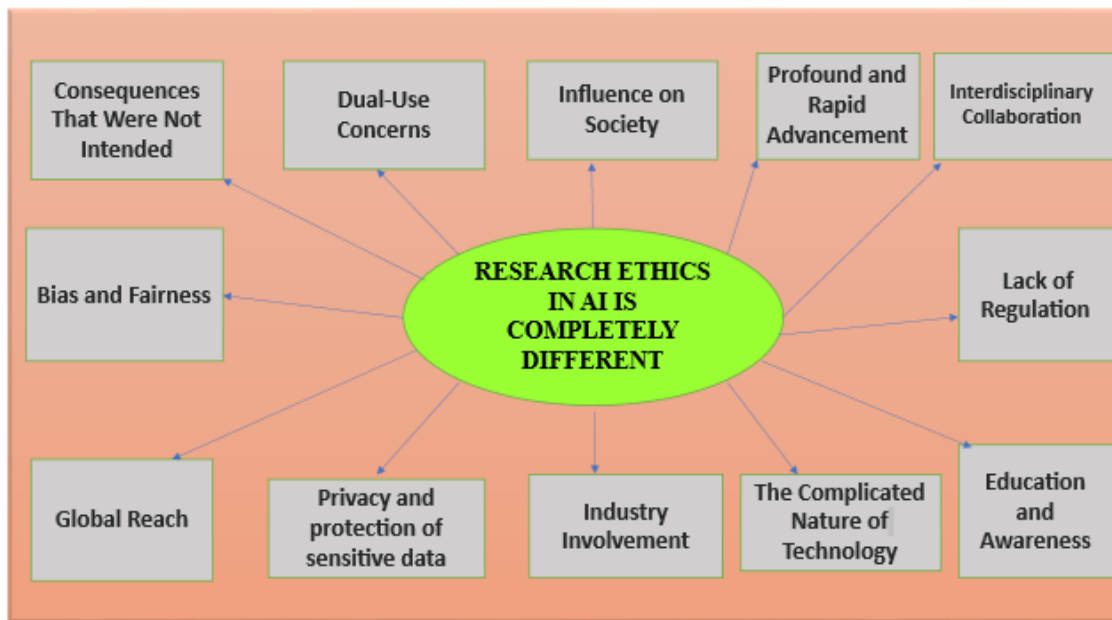 Consequences
That Were Not
Intended
Dual-Use
Concerns
Influence on
Society
Profound and
Rapid
Advancement
Interdisciplinary
Collaboration
Bias and Fairness
RESEARCH ETHICS
IN AI IS
COMPLETELY
DIFFERENT
Lack of
Regulation
Global Reach
Privacy and
protection of
sensitive data
Industry
Involvement
The Complicated
Nature of
Technology
Education
and
Awareness